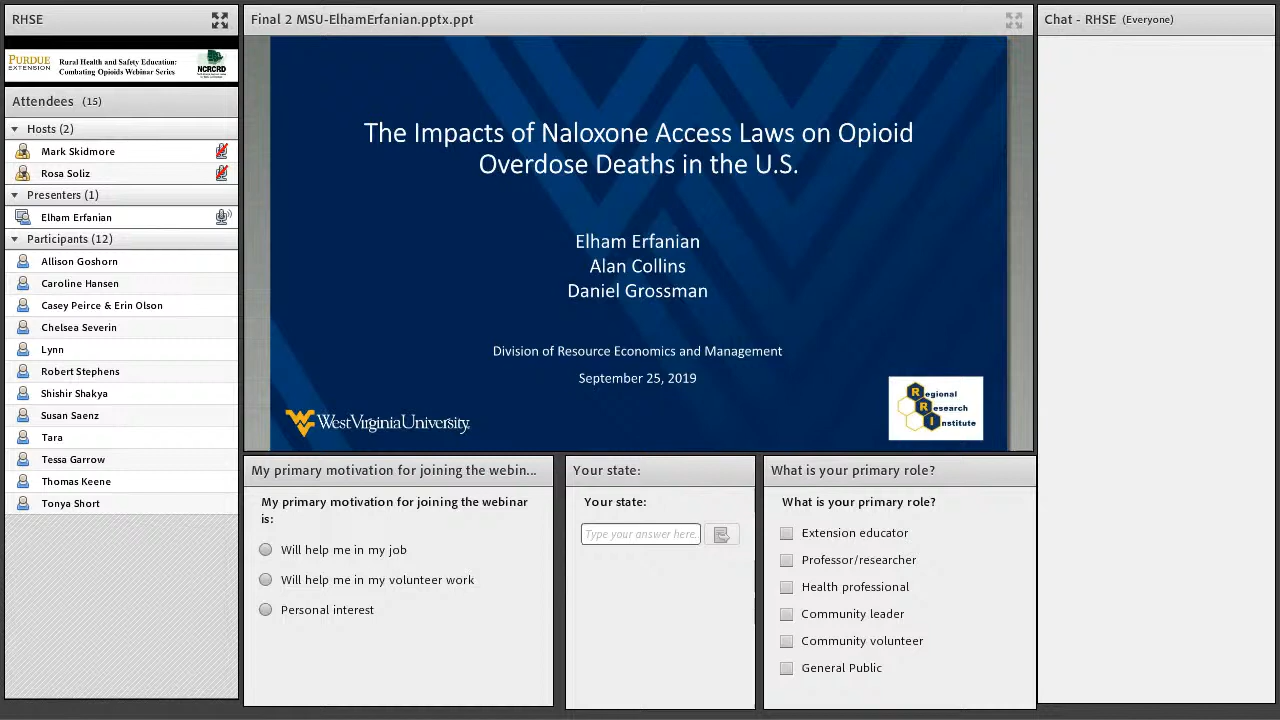 RHSE
PURDUE
EXTENSION
Rural Health and Safety Education:
Combating Opioids Webinar Series
NCRCRD
Attendees (15)
Hosts (2)
Mark Skidmore
Rosa Soliz
Presenters (1)
Elham Erfanian
Participants (12)
Allison Goshorn
Caroline Hansen
Casey Peirce & Erin Olson
Chelsea Severin
Lynn
Robert Stephens
Shishir Shakya
Susan Saenz
Tara
Tessa Garrow
Thomas Keene
Tonya Short
Final 2 MSU-ElhamErfanian.pptx.ppt
The Impacts of Naloxone Access Laws on Opioid
Overdose Deaths in the U.S.
Elham Erfanian
Alan Collins
Daniel Grossman
Division of Resource Economics and Management
September 25, 2019
WestVirginiaUniversity.
Regional
Research
Institute
My primary motivation for joining the webin...
My primary motivation for joining the webinar
is:
Will help me in my job
Will help me in my volunteer work
Personal interest
Your state:
Your state:
Type your answer here..
What is your primary role?
What is your primary role?
Extension educator
Professor/researcher
Health professional
Community leader
Community volunteer
General Public
Chat - RHSE (Everyone)